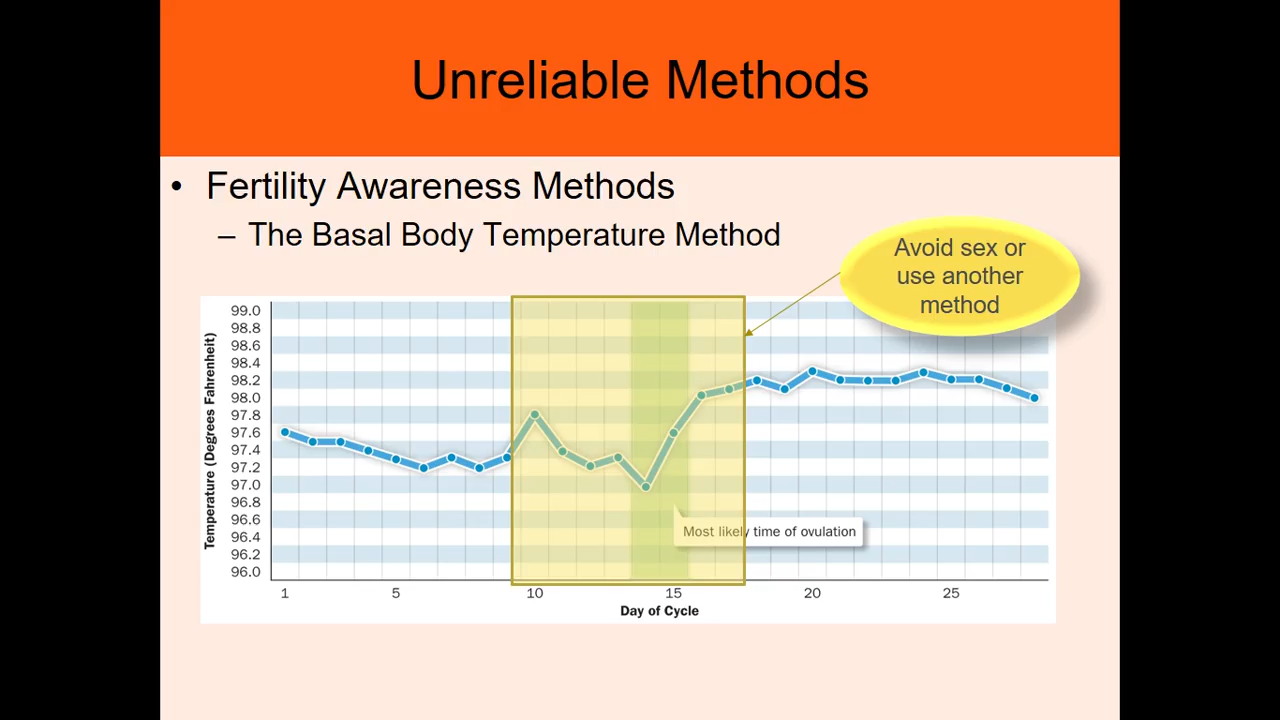 Unreliable Methods
• Fertility Awareness Methods
– The Basal Body Temperature Method
Avoid sex or
use another
method
Temperature (Degrees Fahrenheit)
99.0
98.8
98.6
98.4
98.2
98.0
97.8
97.6
97.4
97.2
97.0
96.8
96.6
96.4
96.2
96.0
Most likely time of ovulation
1 5 10 15 20 25
Day of Cycle